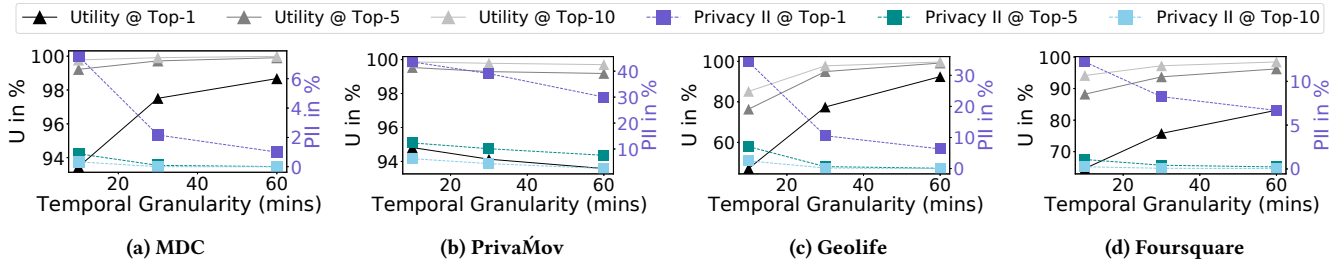 Utility @ Top-1 Utility @ Top-5 Utility @ Top-10 Privacy II @ Top-1 Privacy II @ Top-5 Privacy II @ Top-10
100 98 96 94
U in %
6 4 2 0
PII in %
20 40 60
Temporal Granularity (mins)
(a) MDC
100 98 96 94
U in %
40 30 20 10
PII in %
20 40 60
Temporal Granularity (mins)
(b) PrivaḾov
100 80 60
U in %
30 20 10 0
PII in %
20 40 60
Temporal Granularity (mins)
(c) Geolife
100 90 80 70
U in %
10 5 0
PII in %
20 40 60
Temporal Granularity (mins)
(d) Foursquare